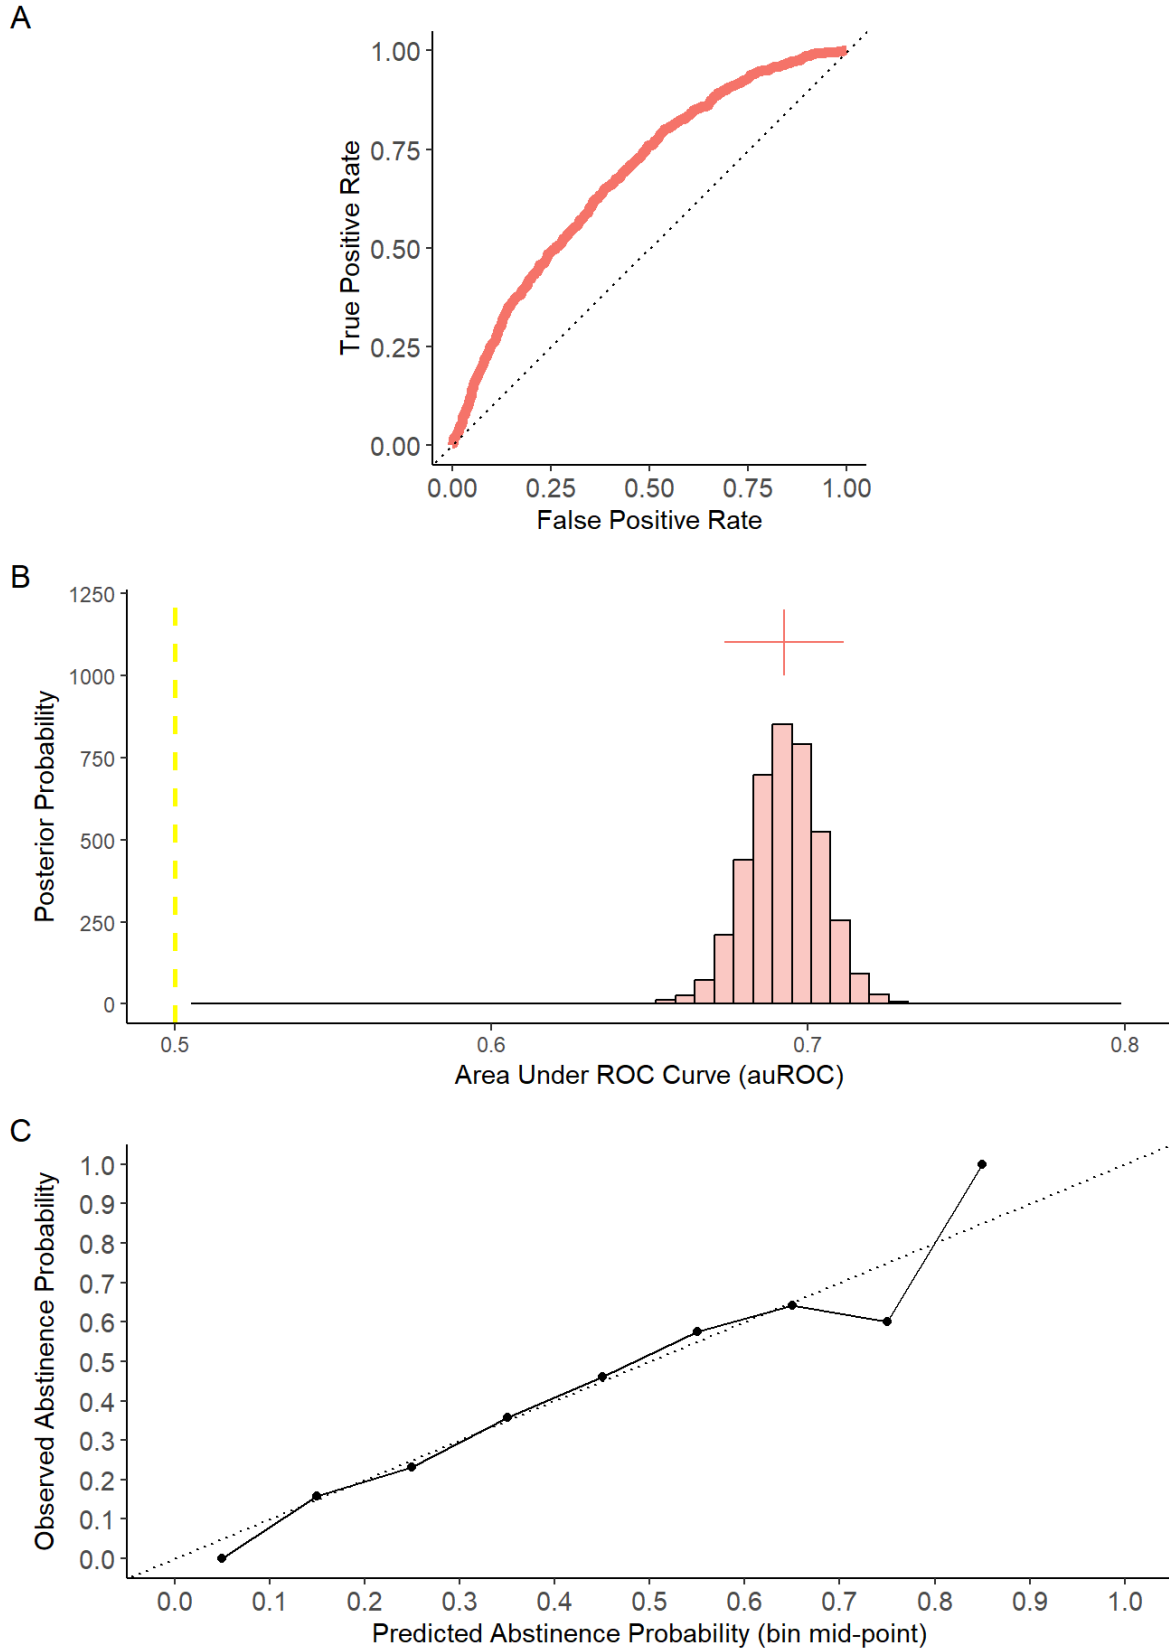 A
1.00
0.75
0.50
0.25
0.00
True Positive Rate
0.00 0.25 0.50 0.75 1.00
False Positive Rate
B
1250
1000
750
500
250
0
Posterior Probability
0.5 0.6 0.7 0.8
Area Under ROC Curve (auROC)
C
1.0
0.9
0.8
0.7
0.6
0.5
0.4
0.3
0.2
0.1
0.0
Observed Abstinence Probability
0.0 0.1 0.2 0.3 0.4 0.5 0.6 0.7 0.8 0.9 1.0
Predicted Abstinence Probability (bin mid-point)